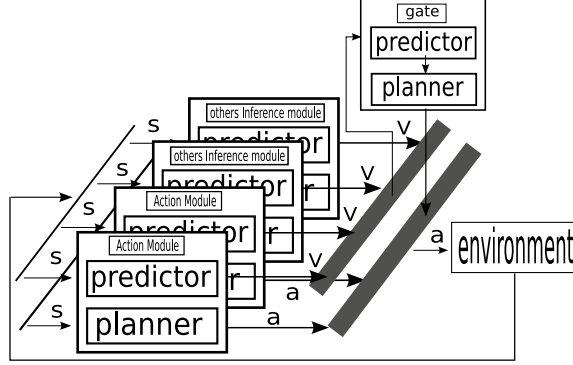 gate
predictor
planner
others Inference module
predictor
s
v
others Inference module
predictor
r
s
v
Action Module
predictor
s
v
a
environment
Action Module
predictor
r
s
v
a
planner
s
a